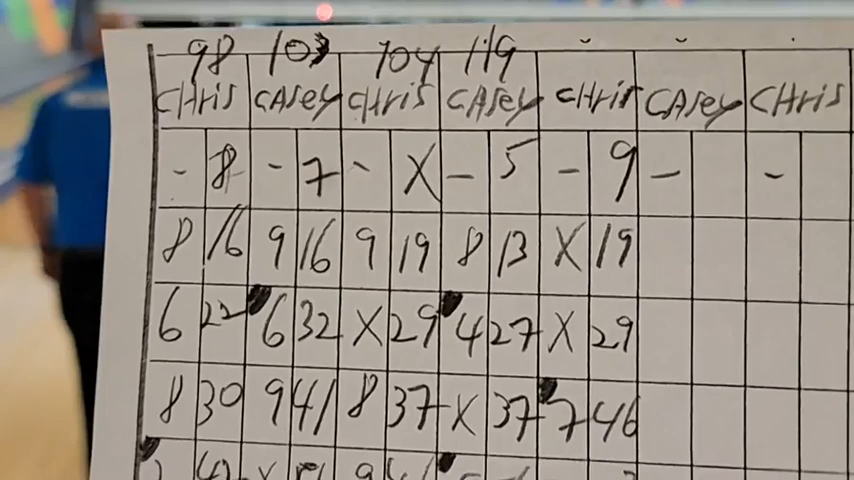 98 103 104 119
CHris CAsey CHris CAsey CHris CAsey CHris
- 8 - 7 - X - 5 - 9 - -
8 16 9 16 9 19 8 13 X 19
6 22 6 32 X 29 4 27 X 29
8 30 9 41 8 37 X 37 7 46